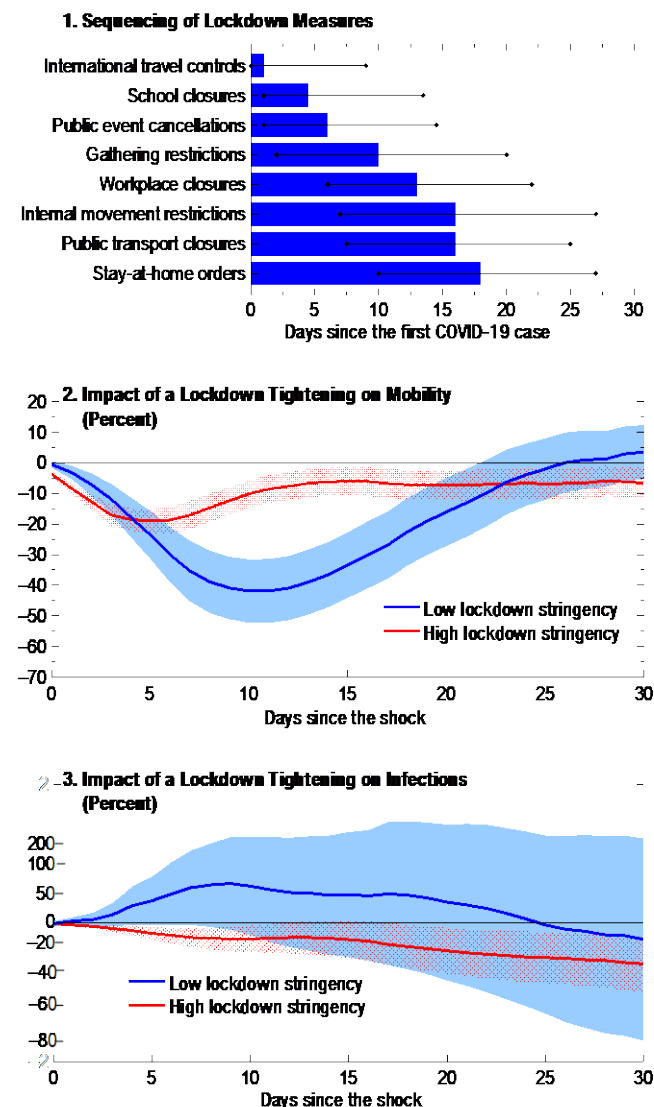 1. Sequencing of Lockdown Measures
International travel controls
School closures
Public event cancellations
Gathering restrictions
Workplace closures
Internal movement restrictions
Public transport closures
Stay-at-home orders
0 5 10 15 20 25 30
Days since the first COVID-19 case
2. Impact of a Lockdown Tightening on Mobility
(Percent)
20
10
0
–10
–20
–30
–40
–50
–60
–70
Low lockdown stringency
High lockdown stringency
0 5 10 15 20 25 30
Days since the shock
3. Impact of a Lockdown Tightening on Infections
(Percent)
2
200
100
50
0
–20
–40
–60
–80
–2
Low lockdown stringency
High lockdown stringency
0 5 10 15 20 25 30
Days since the shock